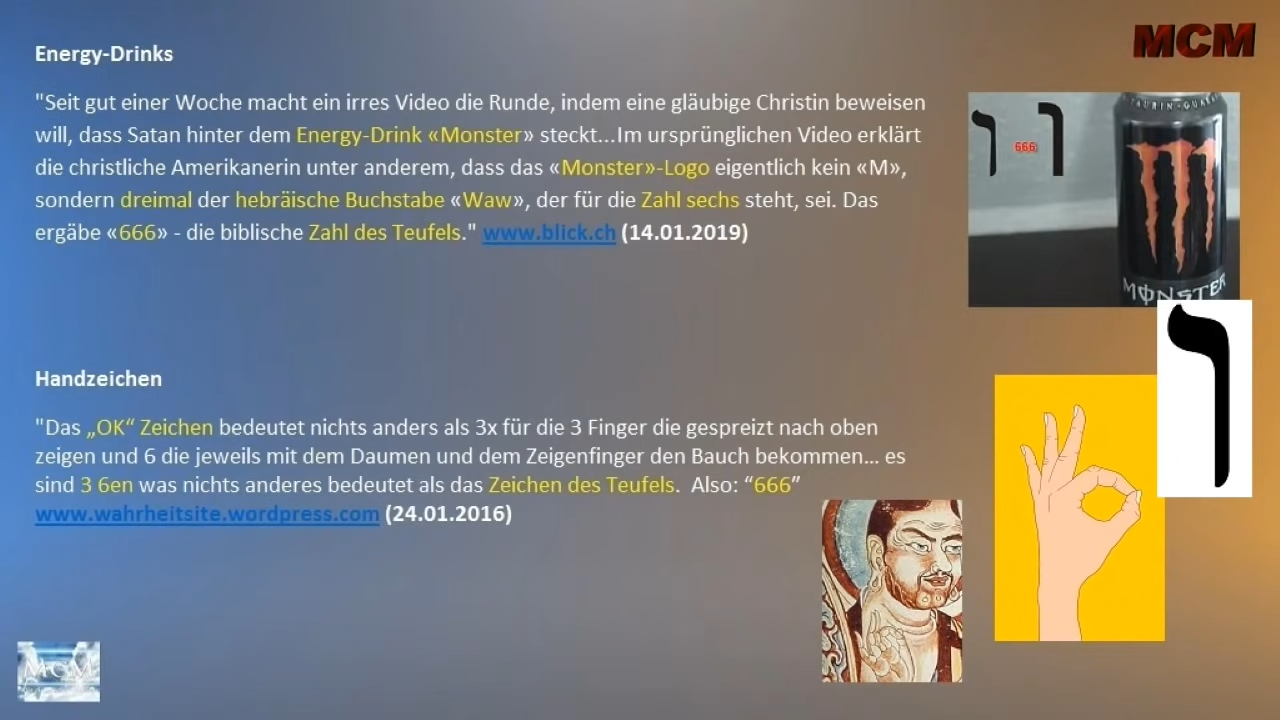 MCM
Energy-Drinks
"Seit gut einer Woche macht ein irres Video die Runde, indem eine gläubige Christin beweisen
will, dass Satan hinter dem Energy-Drink «Monster» steckt...Im ursprünglichen Video erklärt
die christliche Amerikanerin unter anderem, dass das «Monster»-Logo eigentlich kein «M»,
sondern dreimal der hebräische Buchstabe «Waw», der für die Zahl sechs steht, sei. Das
ergäbe «666» - die biblische Zahl des Teufels." www.blick.ch (14.01.2019)
ו ו
666
MONSTER
ו
Handzeichen
"Das „OK“ Zeichen bedeutet nichts anders als 3x für die 3 Finger die gespreizt nach oben
zeigen und 6 die jeweils mit dem Daumen und dem Zeigenfinger den Bauch bekommen… es
sind 3 6en was nichts anderes bedeutet als das Zeichen des Teufels.  Also: “666”
www.wahrheitsite.wordpress.com (24.01.2016)
MCM